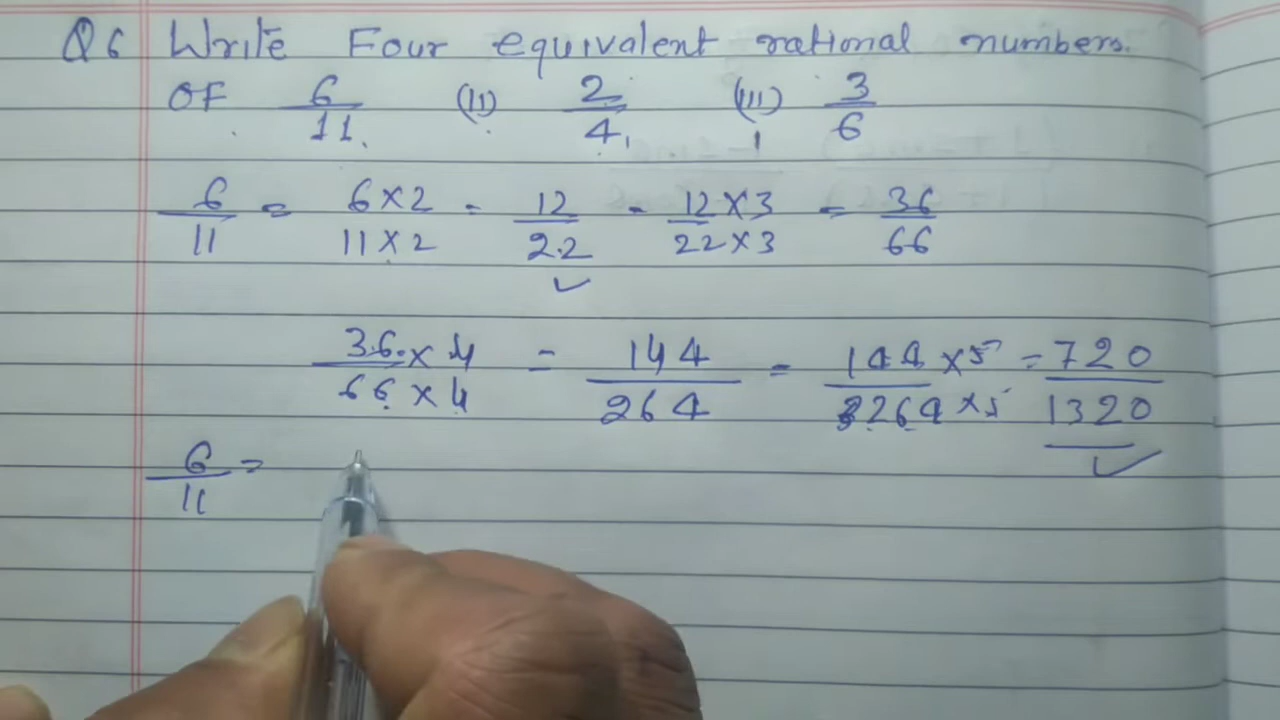 Q6 Write Four equivalent rational numbers.
OF 6/11. (II) 2/4, (III) 3/6
6/11 = 6×2/11×2 = 12/22 = 12×3/22×3 = 36/66
36×4/66×4 = 144/264 = 144×5/264×5 = 720/1320
6/11 =